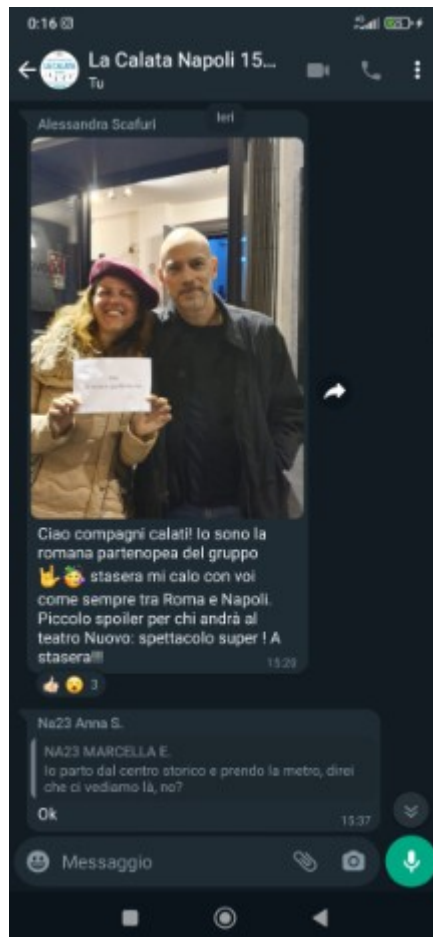 0:16
La Calata Napoli 15...
Tu
Ieri
Alessandra Scafuri
Ciao compagni calati! Io sono la
romana partenopea del gruppo
stasera mi calo con voi
come sempre tra Roma e Napoli.
Piccolo spoiler per chi andrà al
teatro Nuovo: spettacolo super ! A
stasera!!!
15:20
3
Na23 Anna S.
NA23 MARCELLA E.
Io parto dal centro storico e prendo la metro, direi
che ci vediamo là, no?
Ok
15:37
Messaggio